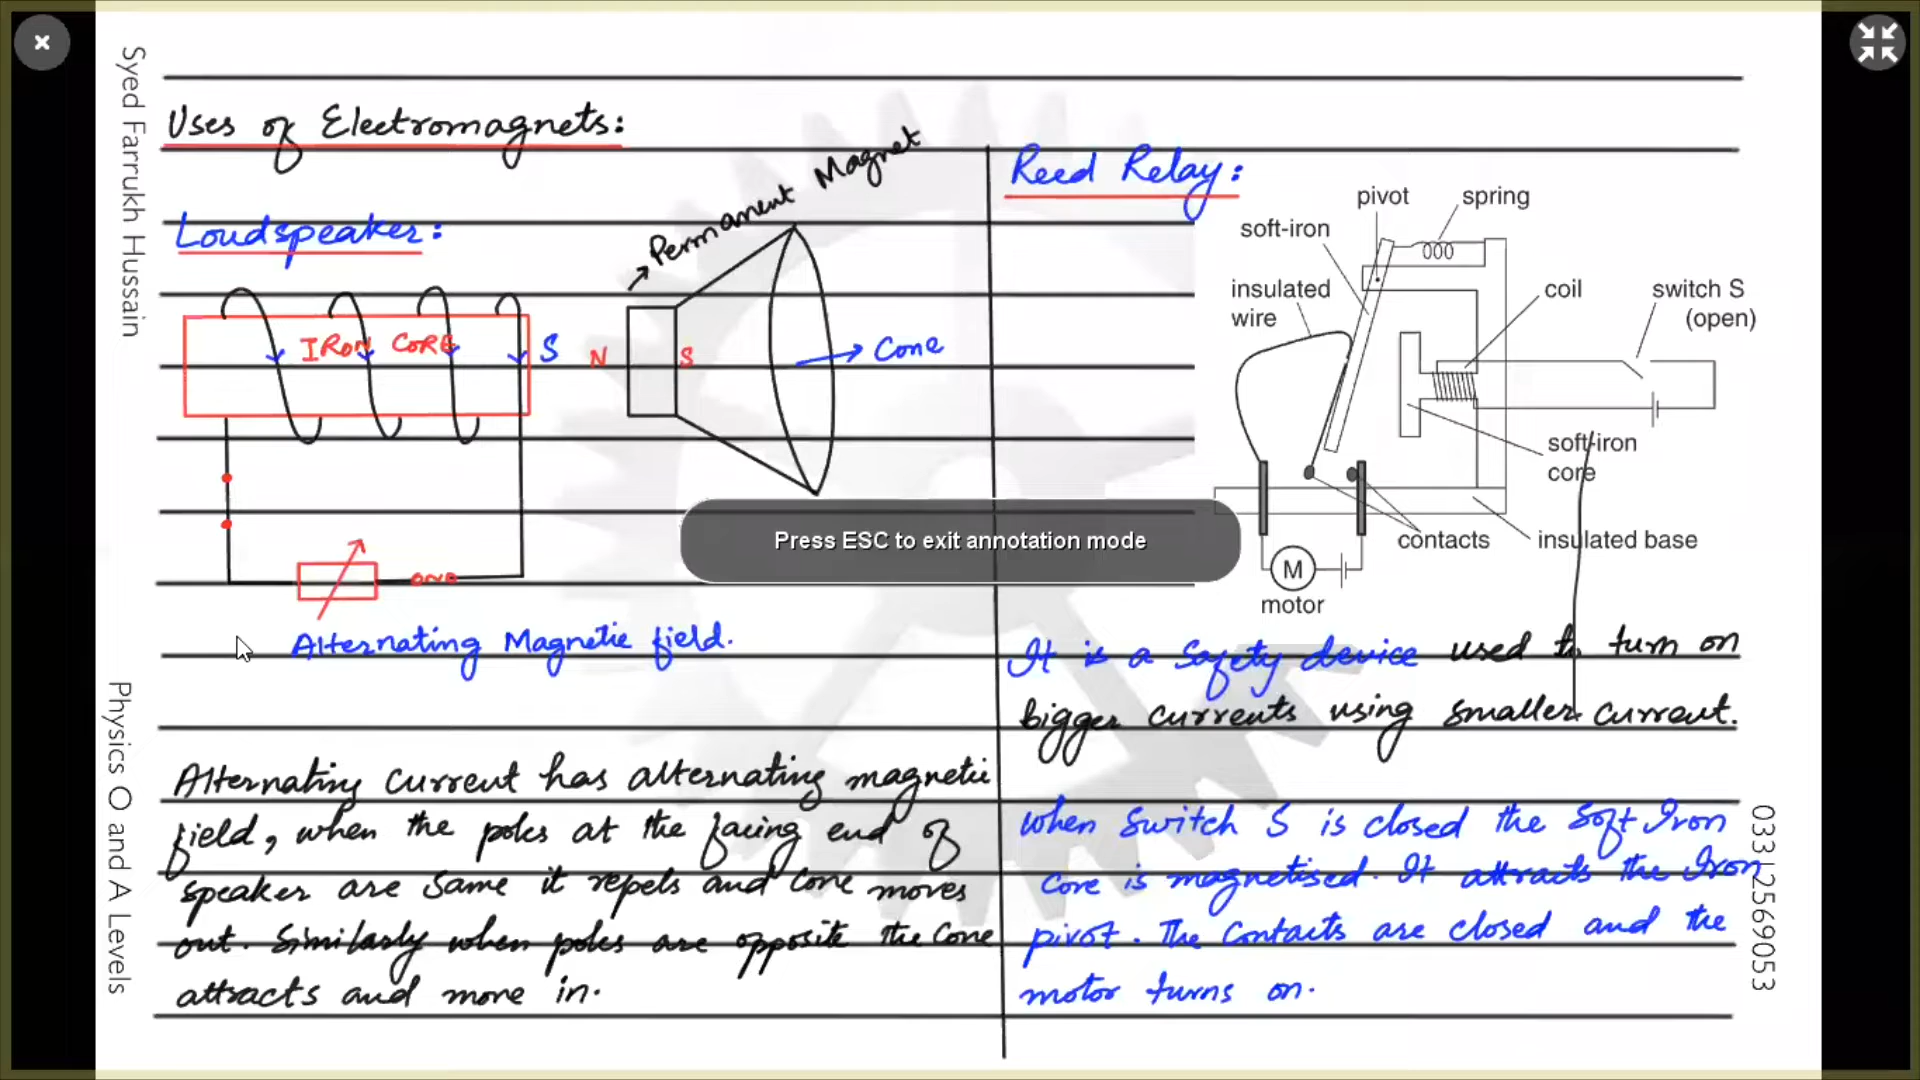 Syed Farrukh Hussain
Physics O and A Levels
Uses of Electromagnets:
Loudspeaker:
Permanent Magnet
IRON CORE
S
N
S
Cone
Alternating Magnetic field.
Alternating Current has alternating magnetic
field, when the poles at the facing end of
speaker are same it repels and Cone moves
out. Similarly when poles are opposite the Cone
attracts and move in.
Press ESC to exit annotation mode
Reed Relay:
pivot
spring
soft-iron
insulated
wire
coil
switch S
(open)
soft-iron
core
contacts
insulated base
M
motor
It is a Safety device used to turn on
bigger currents using smaller current.
When Switch S is closed the Soft Iron
Core is magnetised. It attracts the Iron
pivot. The Contacts are closed and the
motor turns on.
0331 2569053